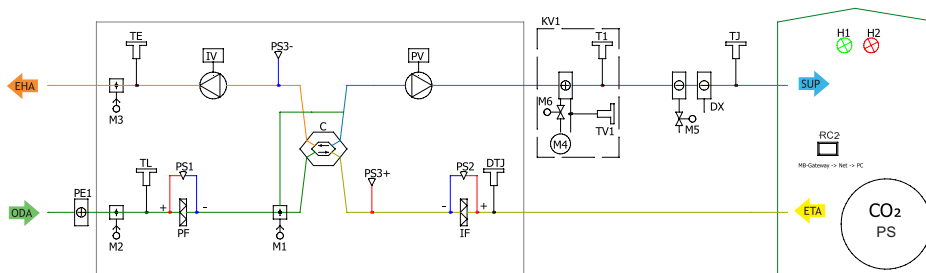 KV1
TE
IV
PS3-
PV
T1
TJ
H1 H2
EHA
SUP
M3
M6
DX
M5
TV1
M4
C
RC2
MB-Gateway -> Net -> PC
TL
PS1
PS3+
PS2
DTJ
PE1
+ -
- +
ODA
ETA
M2
PF
M1
IF
CO₂
PS